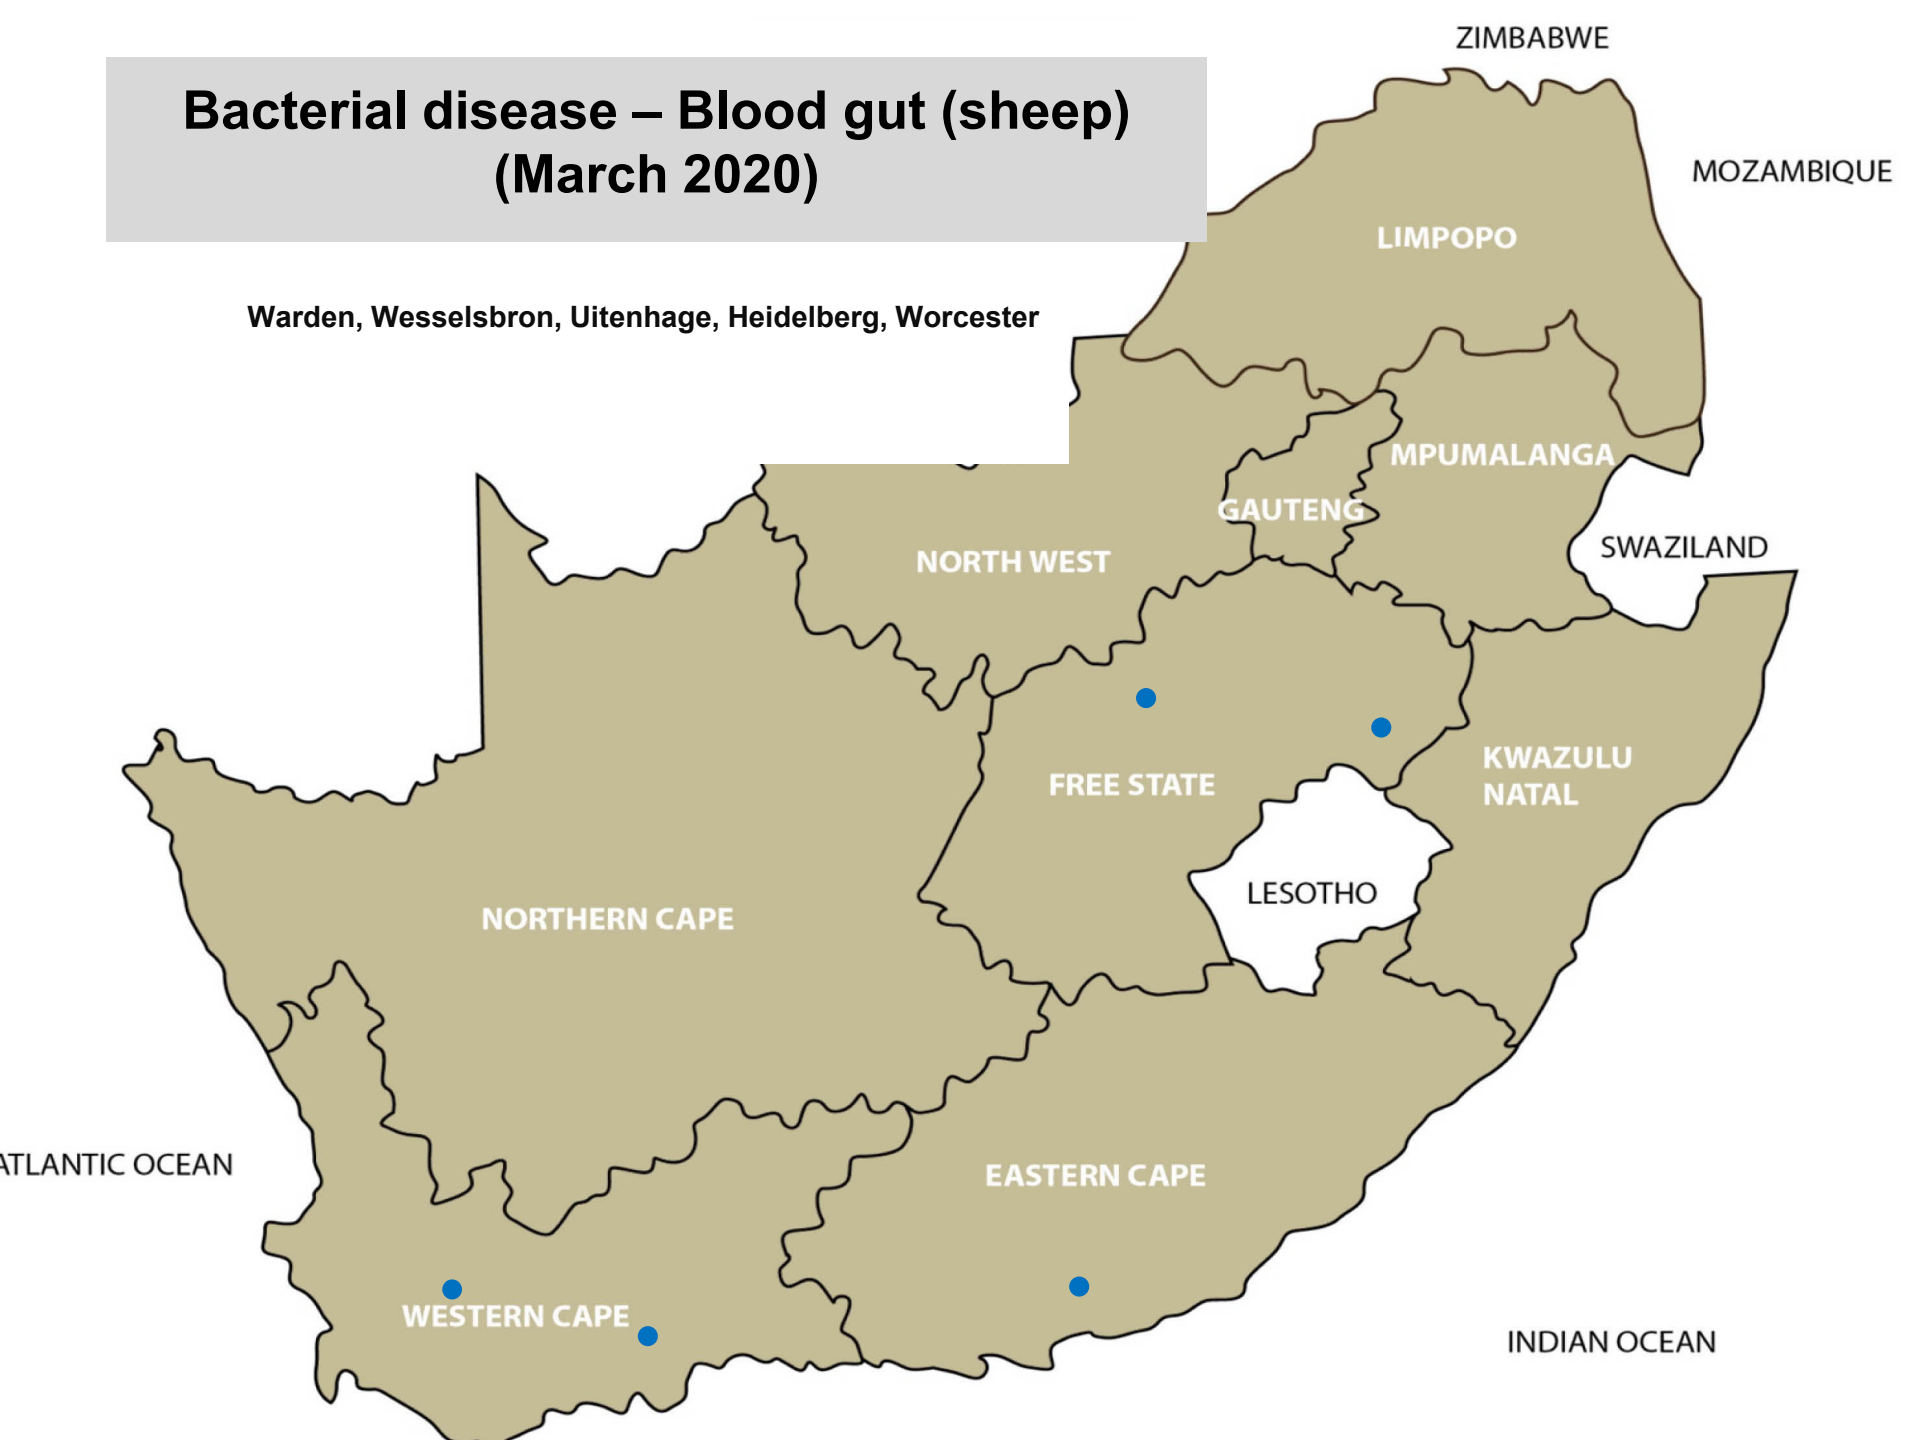 Bacterial disease – Blood gut (sheep)
(March 2020)
Warden, Wesselsbron, Uitenhage, Heidelberg, Worcester
ZIMBABWE
MOZAMBIQUE
LIMPOPO
MPUMALANGA
GAUTENG
SWAZILAND
NORTH WEST
KWAZULU
NATAL
FREE STATE
LESOTHO
NORTHERN CAPE
ATLANTIC OCEAN
EASTERN CAPE
WESTERN CAPE
INDIAN OCEAN